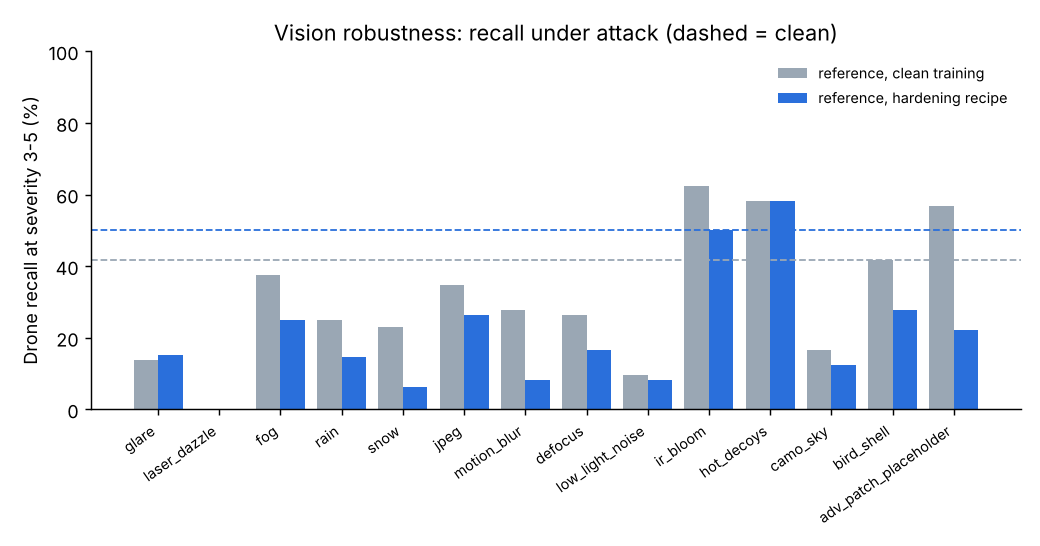 Vision robustness: recall under attack (dashed = clean)
Drone recall at severity 3-5 (%)
100
80
60
40
20
0
reference, clean training
reference, hardening recipe
glare
laser_dazzle
fog
rain
snow
jpeg
motion_blur
defocus
low_light_noise
ir_bloom
hot_decoys
camo_sky
bird_shell
adv_patch_placeholder